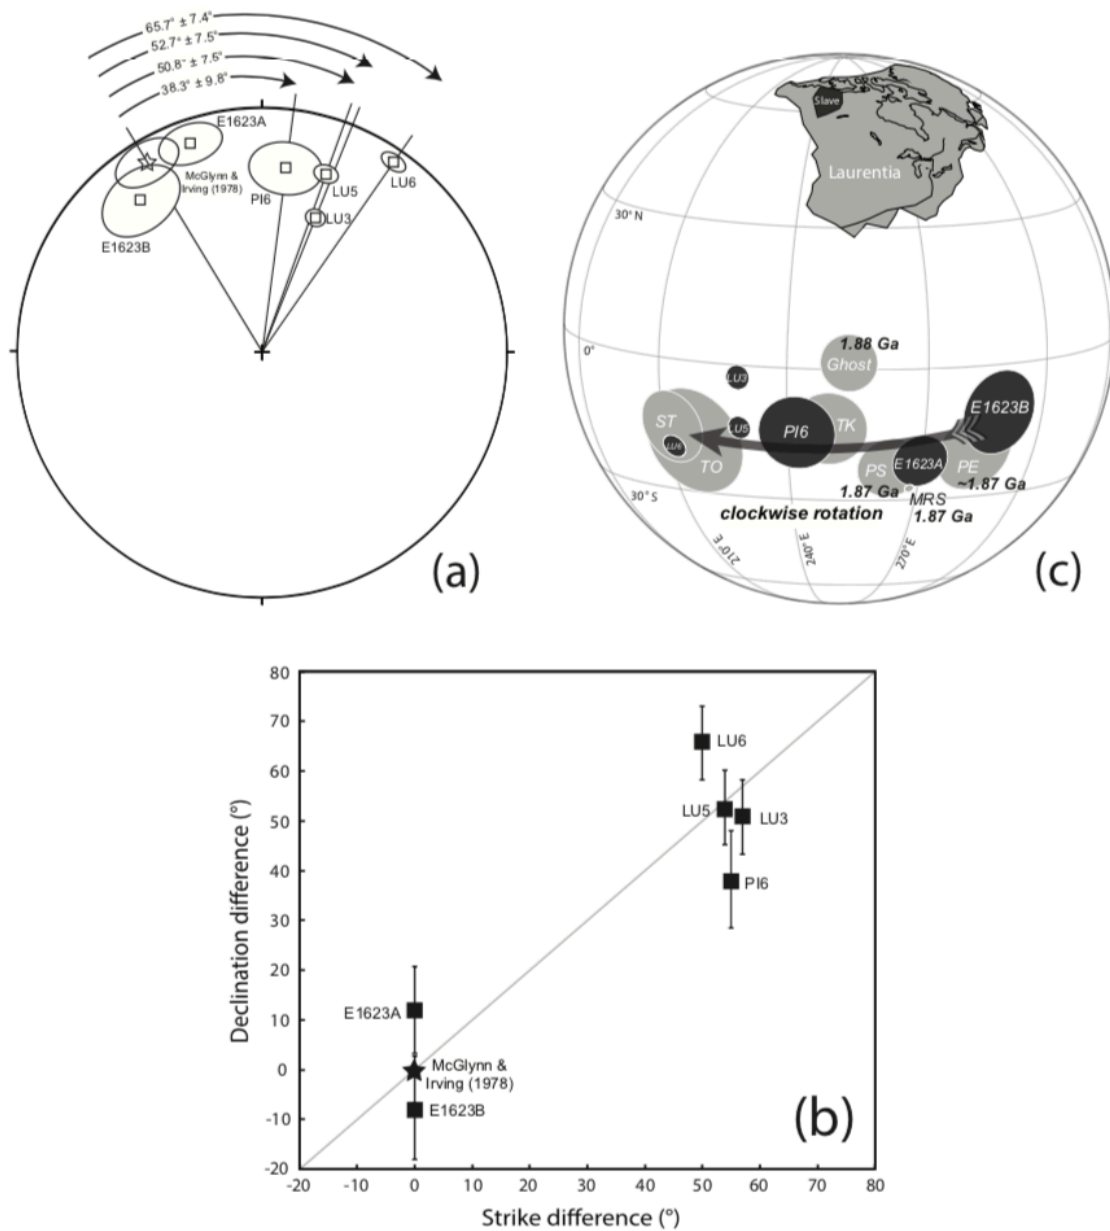 65.7° ± 7.4°
52.7° ± 7.5°
50.8° ± 7.5°
38.3° ± 9.8°
E1623A
McGlynn &
Irving (1978)
E1623B
PI6
LU5
LU3
LU6
(a)
Slave
Laurentia
30° N
0°
30° S
1.88 Ga
Ghost
LU3
E1623B
ST
LU6
TO
LU5
PI6
TK
PS
E1623A
PE
~1.87 Ga
1.87 Ga
MRS
1.87 Ga
clockwise rotation
210° E
240° E
270° E
(c)
80
70
60
50
40
30
20
10
0
-10
-20
Declination difference (°)
LU6
LU5
LU3
PI6
E1623A
McGlynn &
Irving (1978)
E1623B
(b)
-20 -10 0 10 20 30 40 50 60 70 80
Strike difference (°)